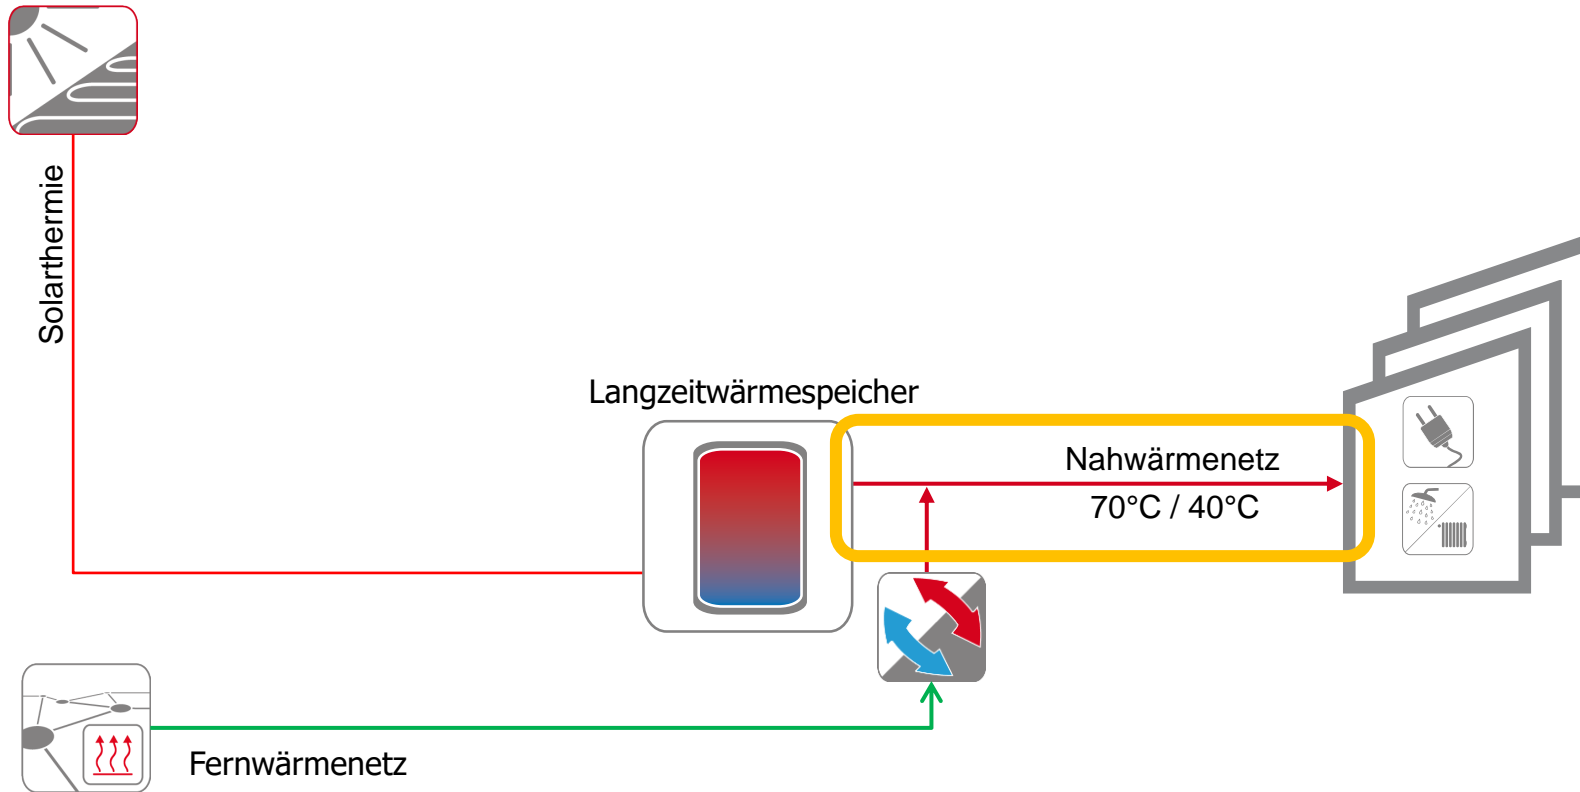 Solarthermie
Langzeitwärmespeicher
Nahwärmenetz
70°C / 40°C
Fernwärmenetz